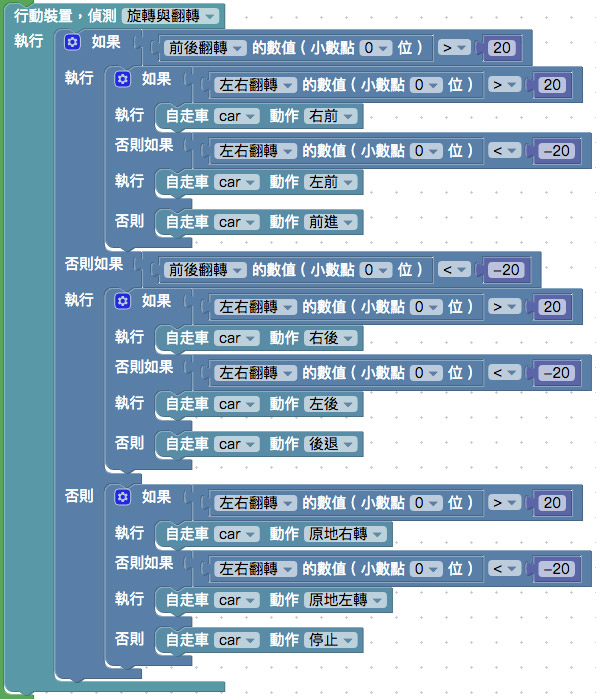 行動裝置，偵測 旋轉與翻轉
執行 如果 前後翻轉 的數值（小數點 0 位） > 20
執行 如果 左右翻轉 的數值（小數點 0 位） > 20
執行 自走車 car 動作 右前
否則如果 左右翻轉 的數值（小數點 0 位） < -20
執行 自走車 car 動作 左前
否則 自走車 car 動作 前進
否則如果 前後翻轉 的數值（小數點 0 位） < -20
執行 如果 左右翻轉 的數值（小數點 0 位） > 20
執行 自走車 car 動作 右後
否則如果 左右翻轉 的數值（小數點 0 位） < -20
執行 自走車 car 動作 左後
否則 自走車 car 動作 後退
否則 如果 左右翻轉 的數值（小數點 0 位） > 20
執行 自走車 car 動作 原地右轉
否則如果 左右翻轉 的數值（小數點 0 位） < -20
執行 自走車 car 動作 原地左轉
否則 自走車 car 動作 停止